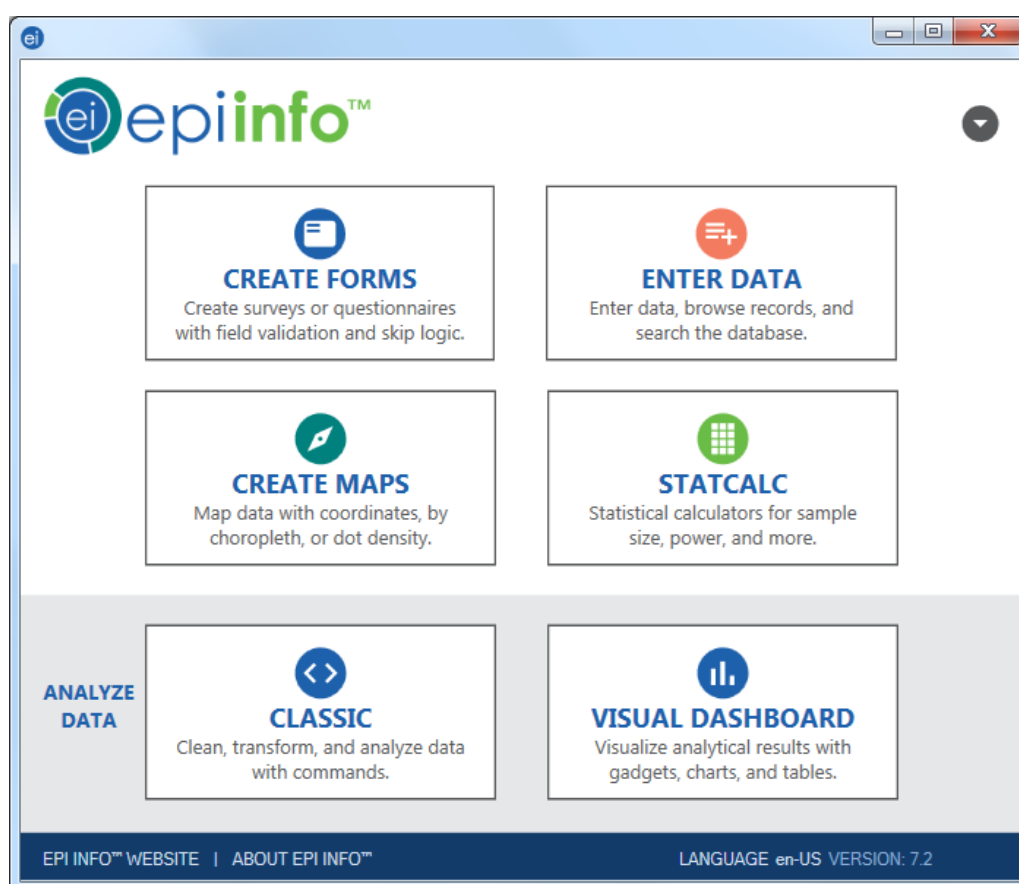 ei
ei epiinfo™
CREATE FORMS
Create surveys or questionnaires
with field validation and skip logic.
ENTER DATA
Enter data, browse records, and
search the database.
CREATE MAPS
Map data with coordinates, by
choropleth, or dot density.
STATCALC
Statistical calculators for sample
size, power, and more.
ANALYZE
DATA
CLASSIC
Clean, transform, and analyze data
with commands.
VISUAL DASHBOARD
Visualize analytical results with
gadgets, charts, and tables.
EPI INFO™ WEBSITE | ABOUT EPI INFO™
LANGUAGE en-US VERSION: 7.2